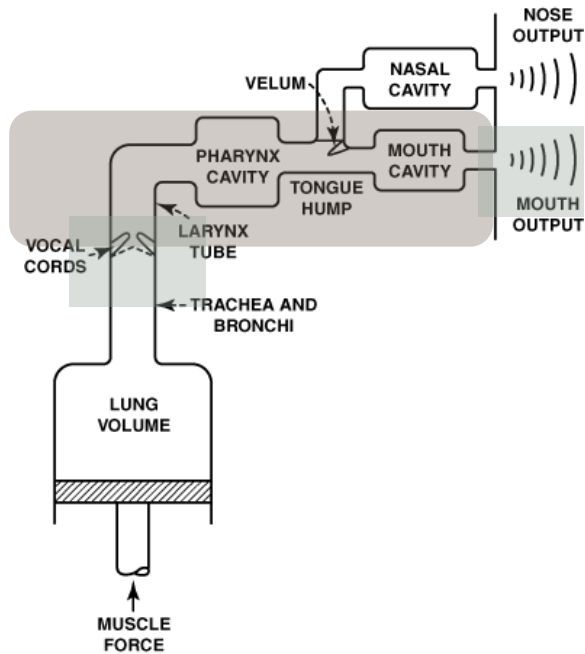 NOSE
OUTPUT
NASAL
CAVITY
VELUM
PHARYNX
CAVITY
MOUTH
CAVITY
TONGUE
HUMP
MOUTH
OUTPUT
LARYNX
TUBE
VOCAL
CORDS
TRACHEA AND
BRONCHI
LUNG
VOLUME
MUSCLE
FORCE